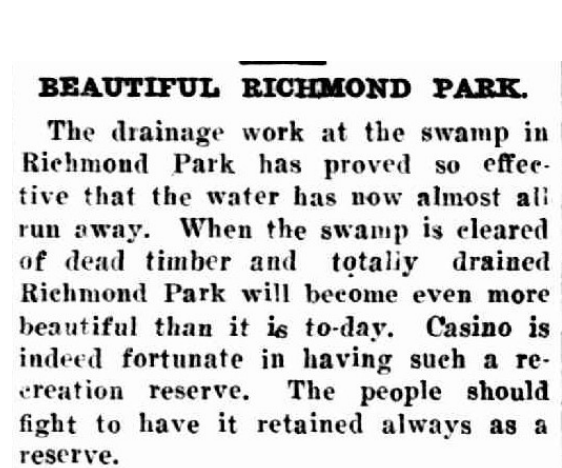 BEAUTIFUL RICHMOND PARK.
The drainage work at the swamp in
Richmond Park has proved so effec-
tive that the water has now almost all
run away. When the swamp is cleared
of dead timber and totally drained
Richmond Park will become even more
beautiful than it is to-day. Casino is
indeed fortunate in having such a re-
creation reserve. The people should
fight to have it retained always as a
reserve.